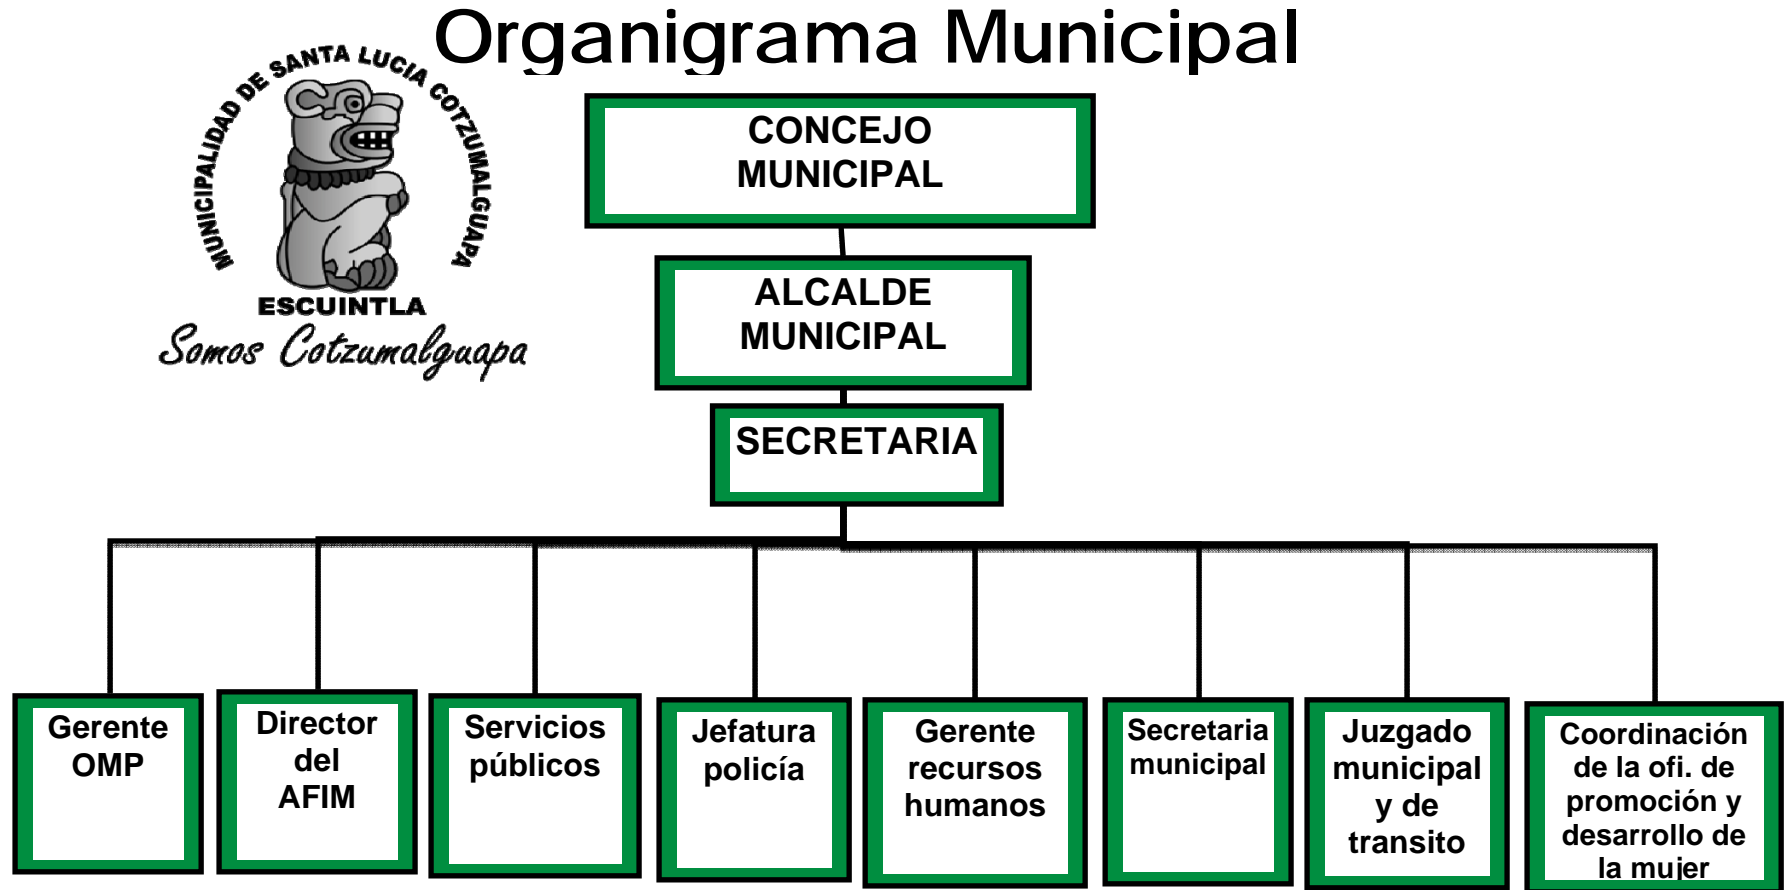 Organigrama Municipal
MUNICIPALIDAD DE SANTA LUCIA COTZUMALGUAPA
ESCUINTLA
Somos Cotzumalguapa
CONCEJO
MUNICIPAL
ALCALDE
MUNICIPAL
SECRETARIA
Gerente
OMP
Director
del
AFIM
Servicios
públicos
Jefatura
policía
Gerente
recursos
humanos
Secretaria
municipal
Juzgado
municipal
y de
transito
Coordinación
de la ofi. de
promoción y
desarrollo de
la mujer